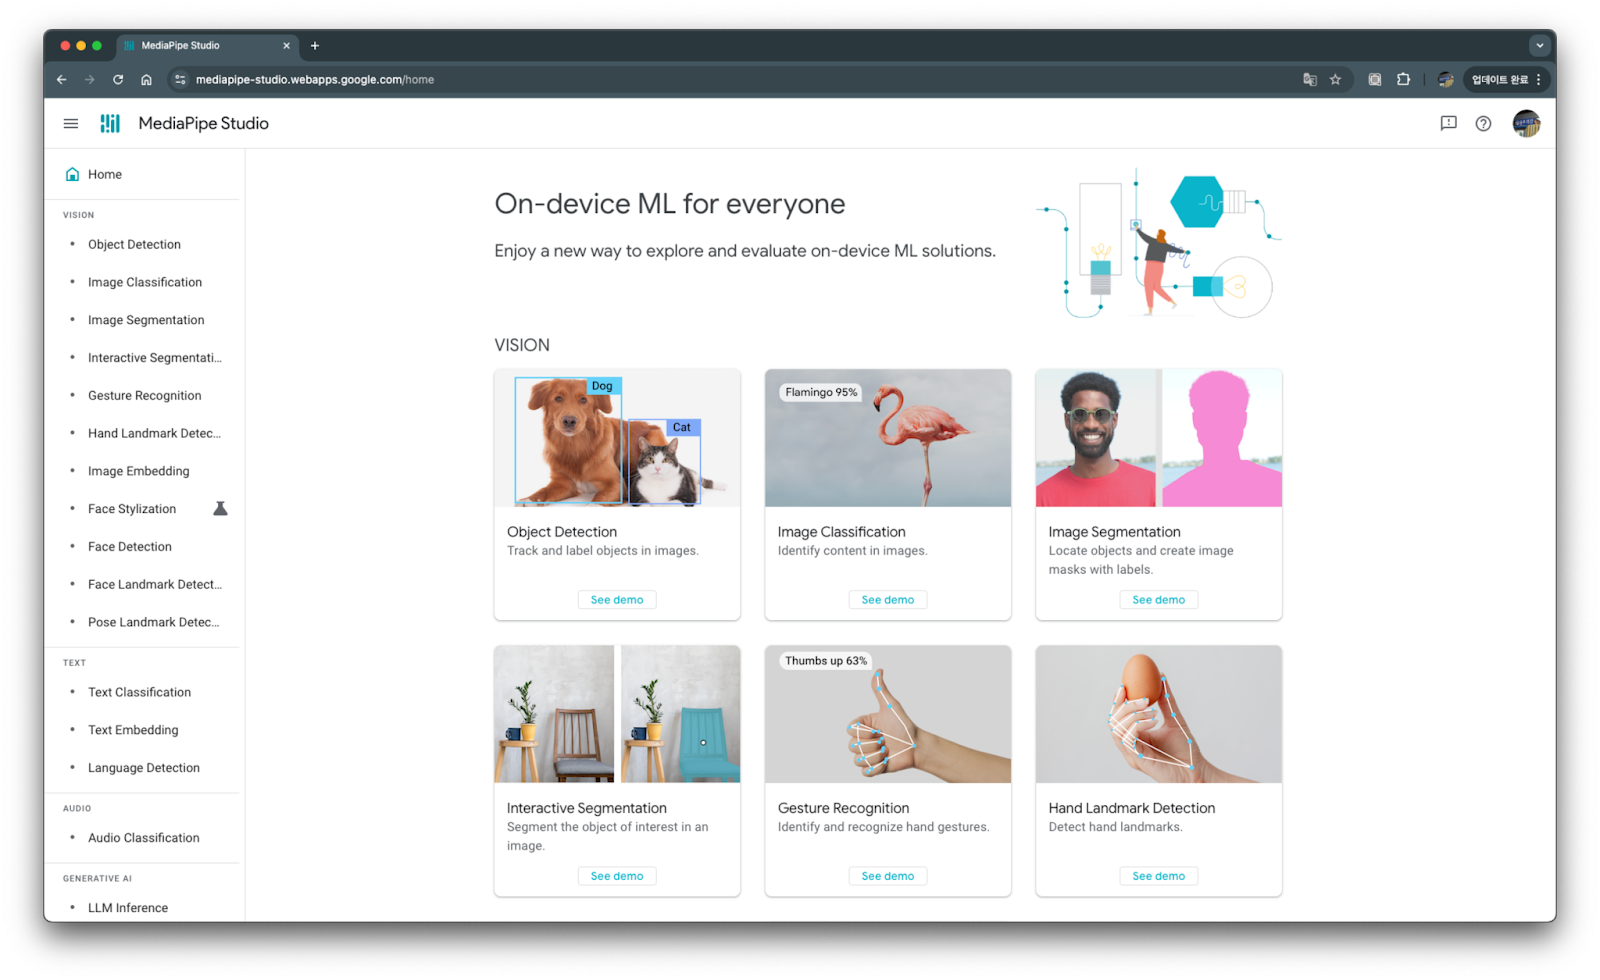 MediaPipe Studio
mediapipe-studio.webapps.google.com/home
업데이트 완료
MediaPipe Studio
Home
VISION
Object Detection
Image Classification
Image Segmentation
Interactive Segmentati...
Gesture Recognition
Hand Landmark Detec...
Image Embedding
Face Stylization
Face Detection
Face Landmark Detect...
Pose Landmark Detec...
TEXT
Text Classification
Text Embedding
Language Detection
AUDIO
Audio Classification
GENERATIVE AI
LLM Inference
On-device ML for everyone
Enjoy a new way to explore and evaluate on-device ML solutions.
VISION
Dog
Cat
Object Detection
Track and label objects in images.
See demo
Flamingo 95%
Image Classification
Identify content in images.
See demo
Image Segmentation
Locate objects and create image
masks with labels.
See demo
Interactive Segmentation
Segment the object of interest in an
image.
See demo
Thumbs up 63%
Gesture Recognition
Identify and recognize hand gestures.
See demo
Hand Landmark Detection
Detect hand landmarks.
See demo